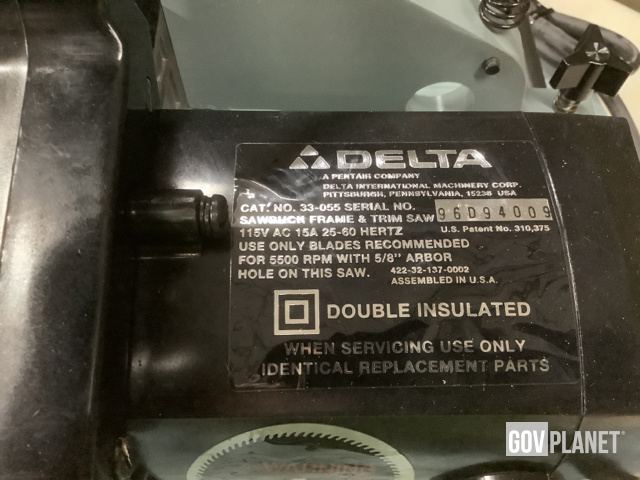 DELTA
A PENTAIR COMPANY
DELTA INTERNATIONAL MACHINERY CORP.
PITTSBURGH, PENNSYLVANIA, 15238 USA
CAT. NO. 33-055 SERIAL NO.
SAWBUCK FRAME & TRIM SAW 96D94009
115V AC 15A 25-60 HERTZ U.S. Patent No. 310,375
USE ONLY BLADES RECOMMENDED
FOR 5500 RPM WITH 5/8" ARBOR
HOLE ON THIS SAW. 422-32-137-0002
ASSEMBLED IN U.S.A.
DOUBLE INSULATED
WHEN SERVICING USE ONLY
IDENTICAL REPLACEMENT PARTS
WARNING
GOVPLANET